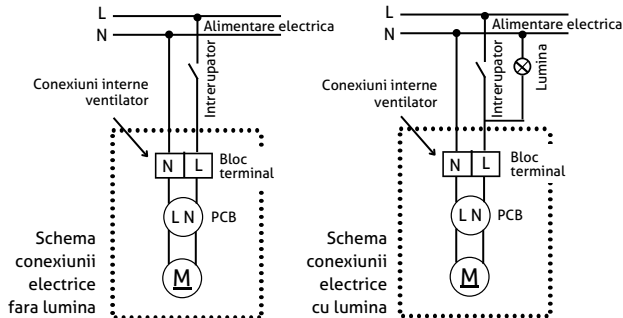 L
Alimentare electrica
N
Intrerupator
Conexiuni interne
ventilator
N L
Bloc
terminal
L N
PCB
M
Schema
conexiunii
electrice
fara lumina
L
Alimentare electrica
N
Intrerupator
Lumina
Conexiuni interne
ventilator
N L
Bloc
terminal
L N
PCB
M
Schema
conexiunii
electrice
cu lumina